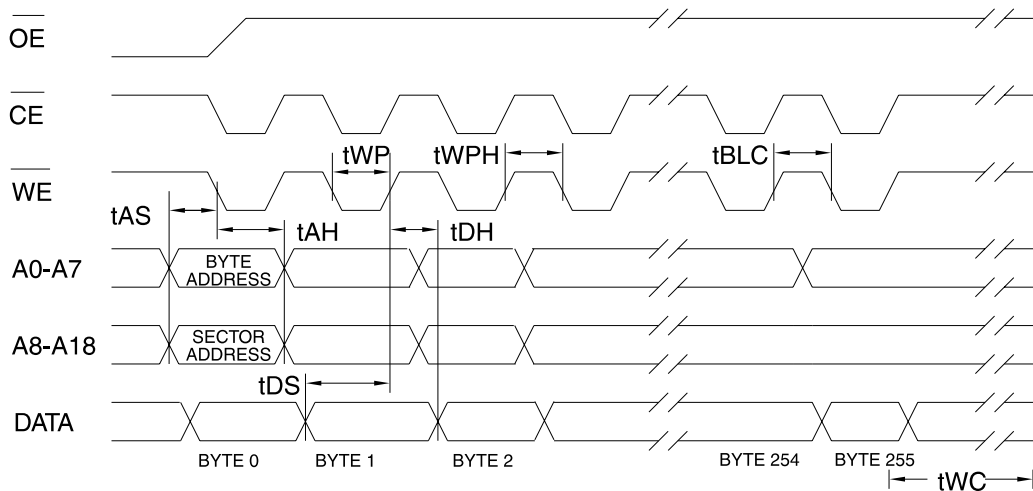 OE
CE
tWP
tWPH
tBLC
WE
tAS
tAH
tDH
A0-A7
BYTE
ADDRESS
A8-A18
SECTOR
ADDRESS
tDS
DATA
BYTE 0
BYTE 1
BYTE 2
BYTE 254
BYTE 255
tWC